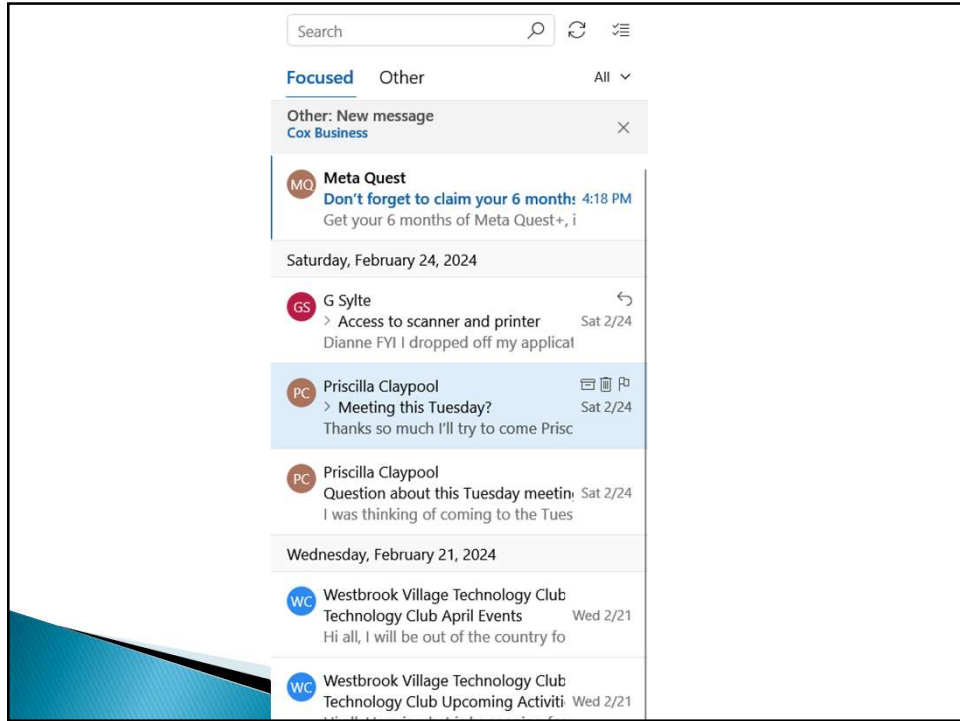 Search
Focused Other All
Other: New message
Cox Business
MQ Meta Quest
Don't forget to claim your 6 months 4:18 PM
Get your 6 months of Meta Quest+, i
Saturday, February 24, 2024
GS G Sylte
> Access to scanner and printer Sat 2/24
Dianne FYI I dropped off my applicat
PC Priscilla Claypool
> Meeting this Tuesday? Sat 2/24
Thanks so much I'll try to come Prisc
PC Priscilla Claypool
Question about this Tuesday meetin Sat 2/24
I was thinking of coming to the Tues
Wednesday, February 21, 2024
WC Westbrook Village Technology Club
Technology Club April Events Wed 2/21
Hi all, I will be out of the country fo
WC Westbrook Village Technology Club
Technology Club Upcoming Activiti Wed 2/21